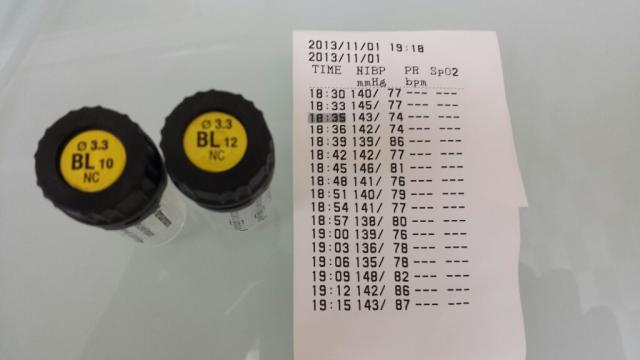 Ø 3.3
BL 10
NC
Ø 3.3
BL 12
NC
2013/11/01 19:18
2013/11/01
TIME NIBP PR SpO2
mmHg bpm
18:30 140/ 77 --- ---
18:33 145/ 77 --- ---
18:35 143/ 74 --- ---
18:36 142/ 74 --- ---
18:39 139/ 86 --- ---
18:42 142/ 77 --- ---
18:45 146/ 81 --- ---
18:48 141/ 76 --- ---
18:51 140/ 79 --- ---
18:54 141/ 77 --- ---
18:57 138/ 80 --- ---
19:00 139/ 76 --- ---
19:03 136/ 78 --- ---
19:06 135/ 78 --- ---
19:09 148/ 82 --- ---
19:12 142/ 86 --- ---
19:15 143/ 87 --- ---